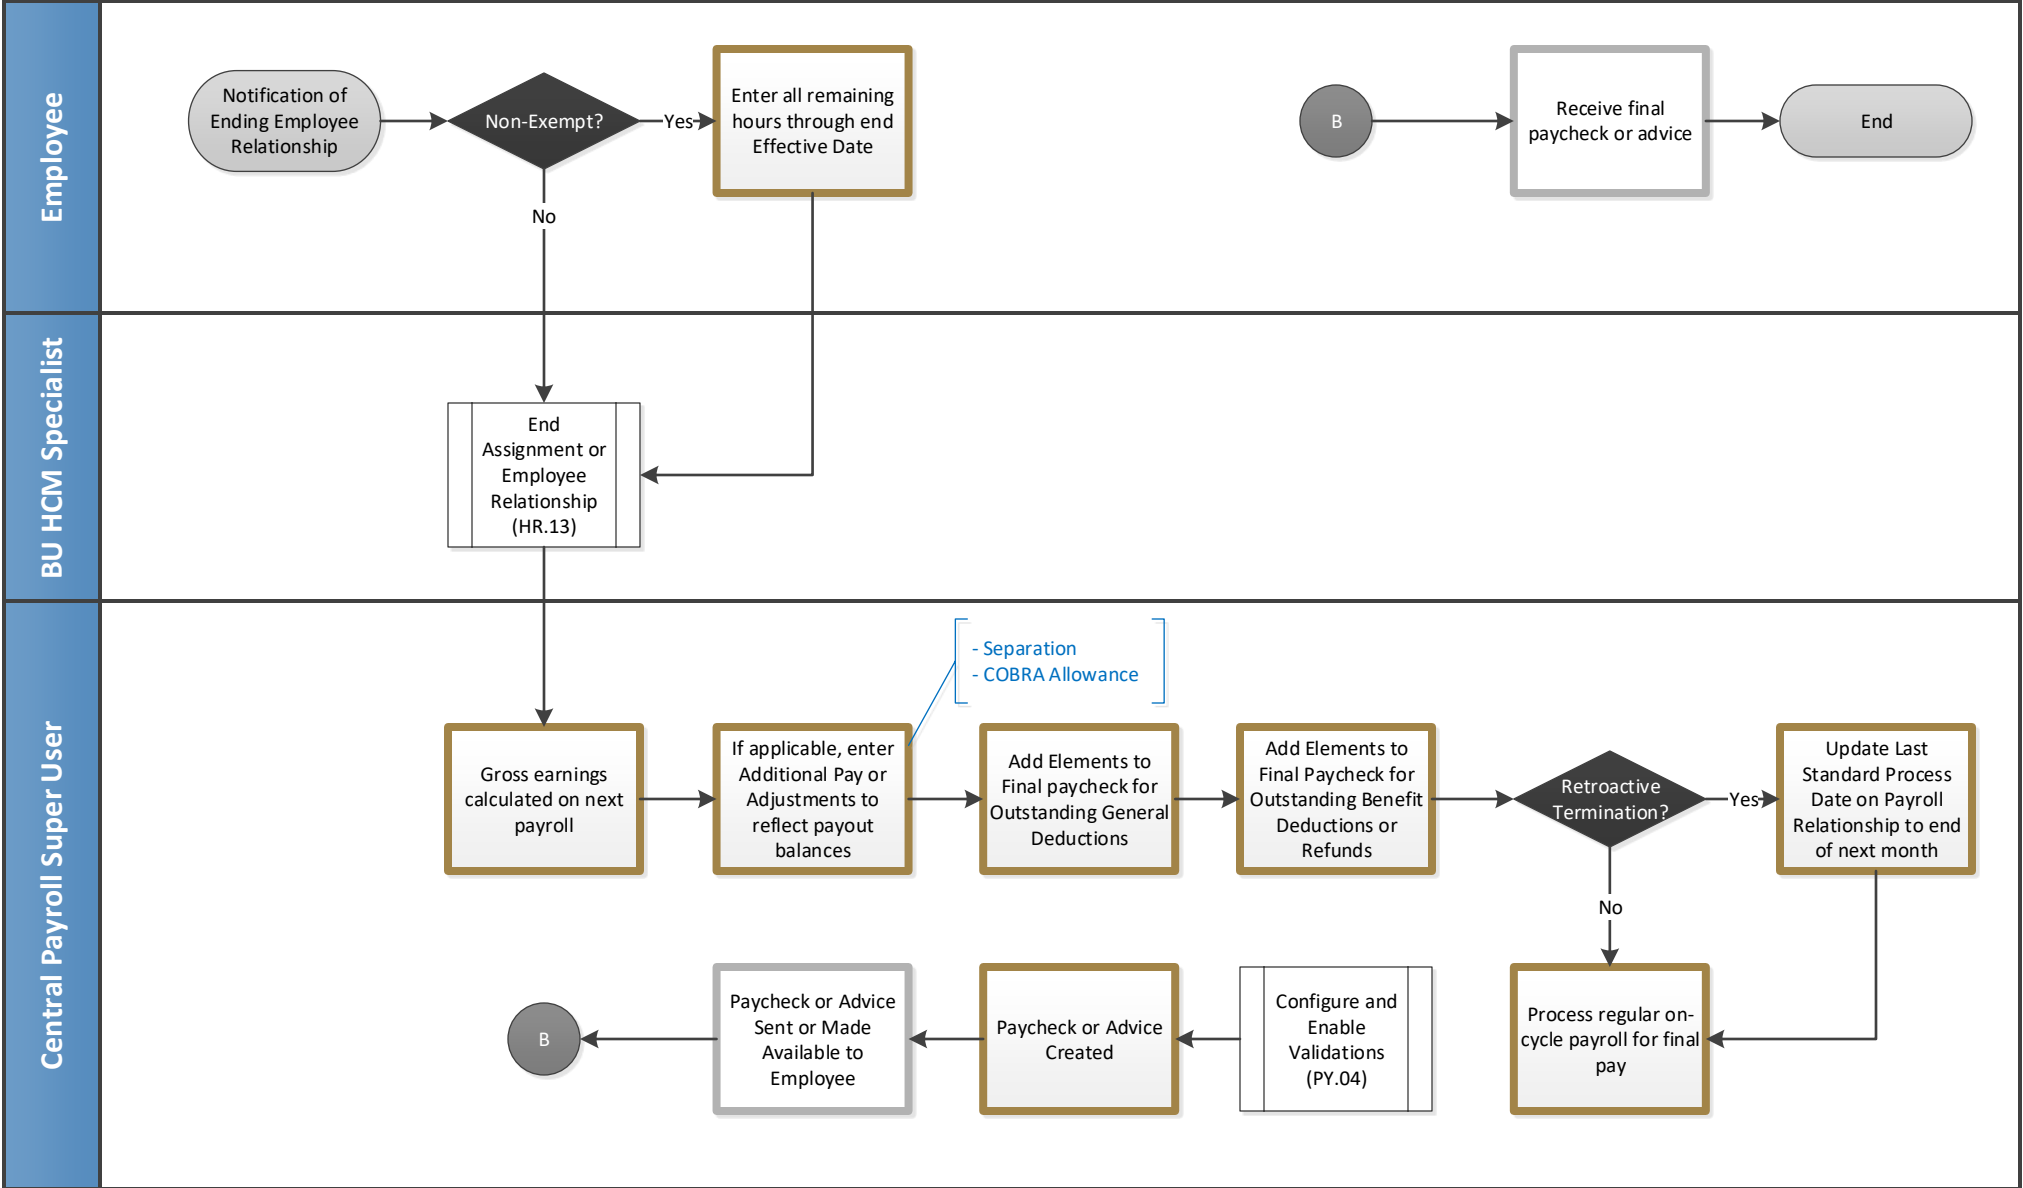 Employee
Notification of
Ending Employee
Relationship
Non-Exempt?
Yes
No
Enter all remaining
hours through end
Effective Date
B
Receive final
paycheck or advice
End
BU HCM Specialist
End
Assignment or
Employee
Relationship
(HR.13)
Central Payroll Super User
- Separation
- COBRA Allowance
Gross earnings
calculated on next
payroll
If applicable, enter
Additional Pay or
Adjustments to
reflect payout
balances
Add Elements to
Final paycheck for
Outstanding General
Deductions
Add Elements to
Final Paycheck for
Outstanding Benefit
Deductions or
Refunds
Retroactive
Termination?
Yes
No
Update Last
Standard Process
Date on Payroll
Relationship to end
of next month
B
Paycheck or Advice
Sent or Made
Available to
Employee
Paycheck or Advice
Created
Configure and
Enable
Validations
(PY.04)
Process regular on-
cycle payroll for final
pay